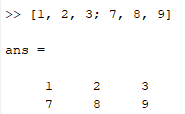 >> [1, 2, 3; 7, 8, 9]
ans =
1 2 3
7 8 9